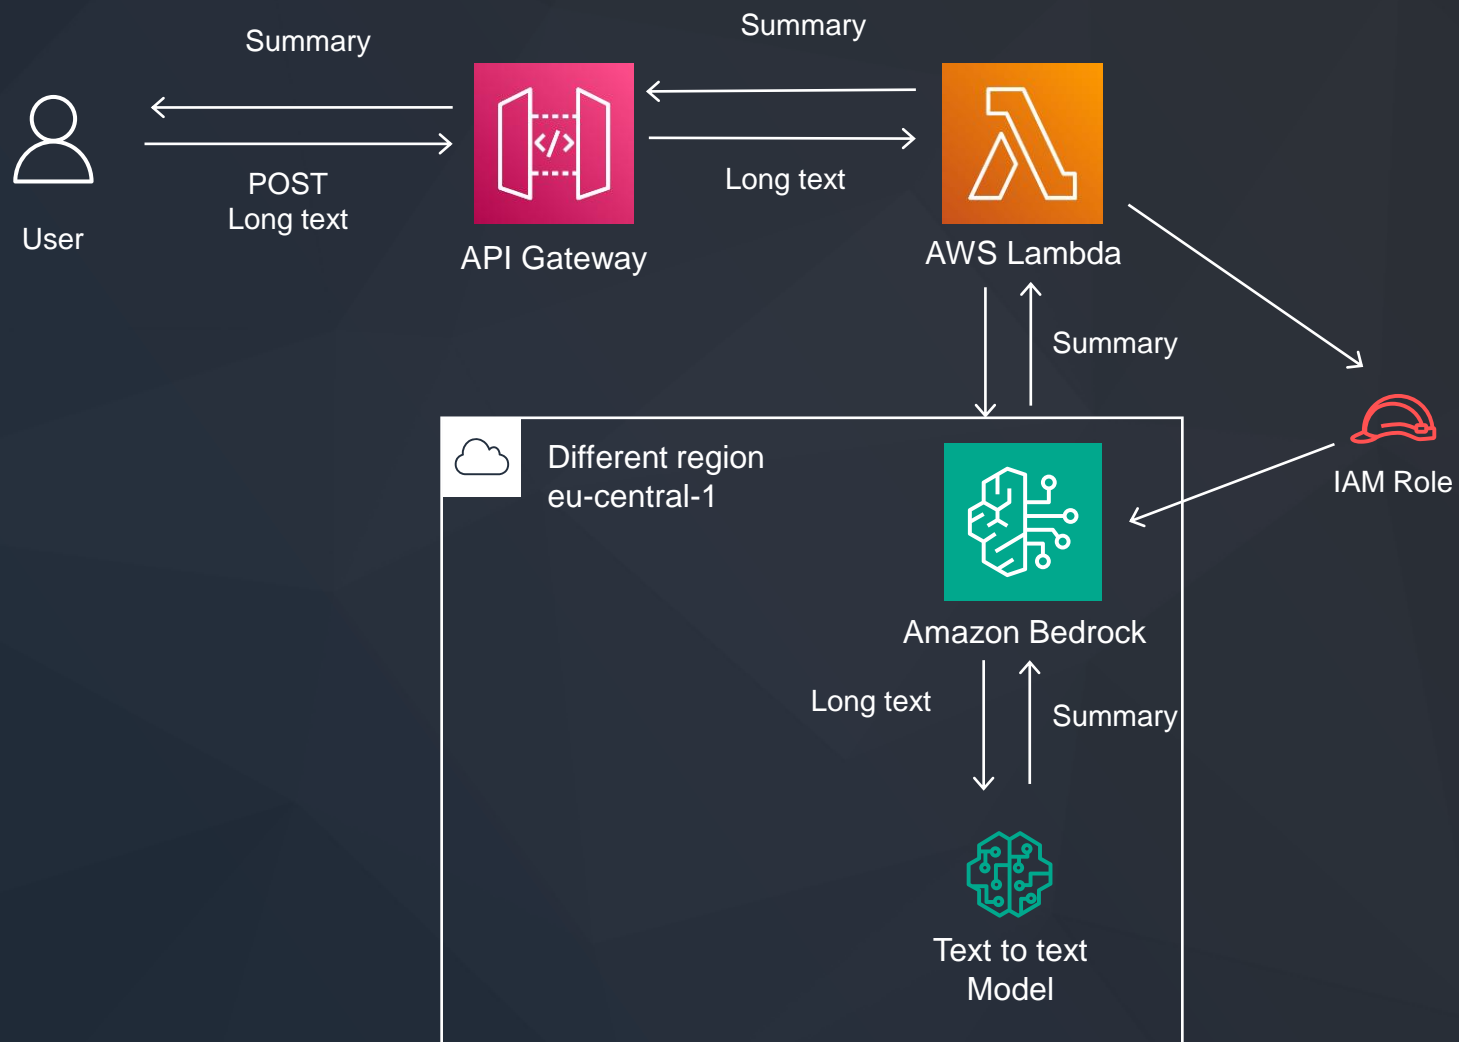 Summary
Summary
POST
Long text
Long text
</>
User
API Gateway
AWS Lambda
Summary
Different region
eu-central-1
IAM Role
Amazon Bedrock
Long text
Summary
Text to text
Model